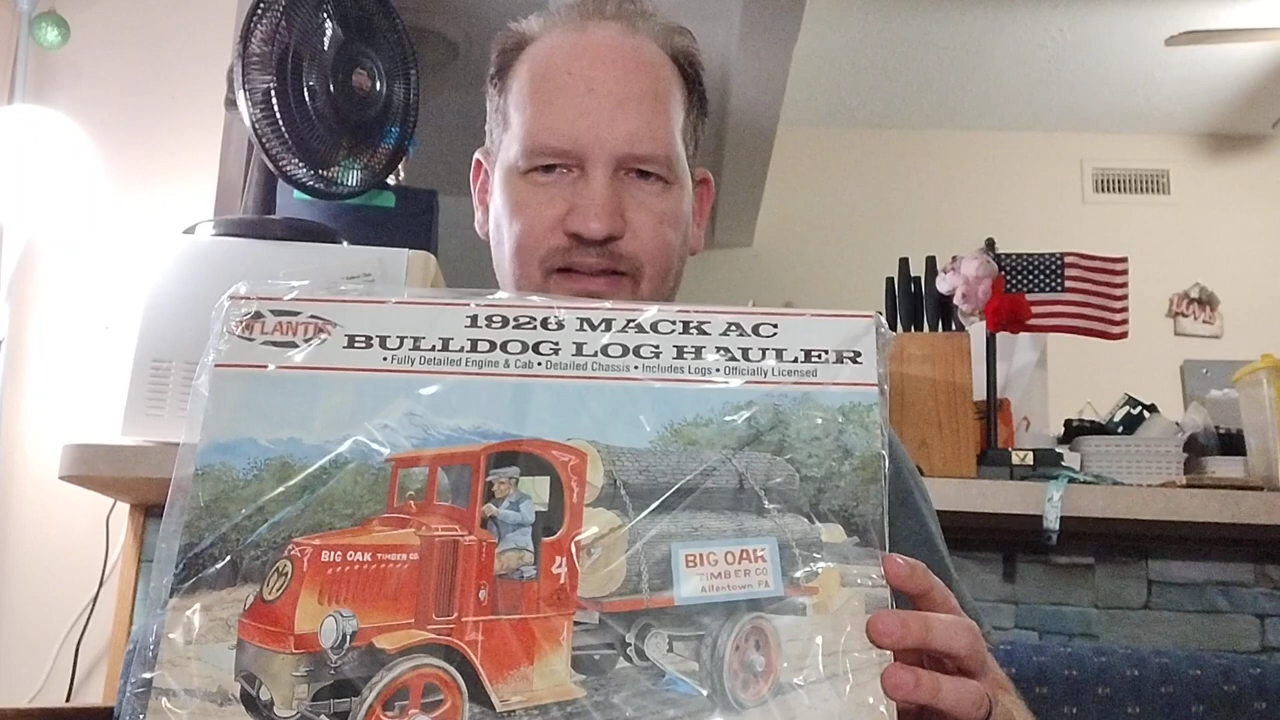 ATLANTIS
1926 MACK AC
BULLDOG LOG HAULER
• Fully Detailed Engine & Cab • Detailed Chassis • Includes Logs • Officially Licensed
BIG OAK TIMBER CO.
4
BIG OAK
TIMBER CO
Allentown PA
LOVE